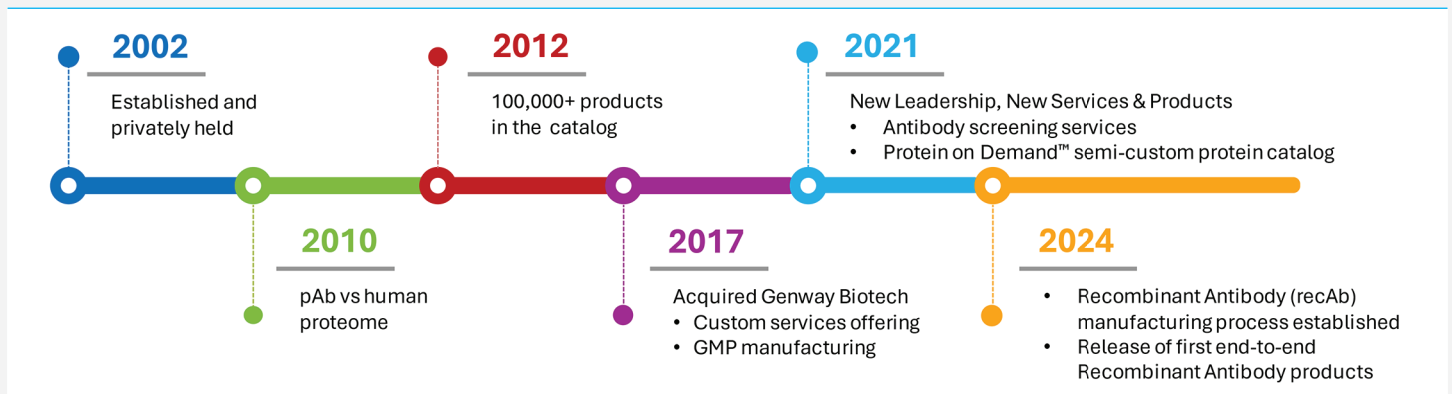 2002
Established and
privately held
2012
100,000+ products
in the catalog
2021
New Leadership, New Services & Products
• Antibody screening services
• Protein on Demand™ semi-custom protein catalog
2010
pAb vs human
proteome
2017
Acquired Genway Biotech
• Custom services offering
• GMP manufacturing
2024
• Recombinant Antibody (recAb)
manufacturing process established
• Release of first end-to-end
Recombinant Antibody products